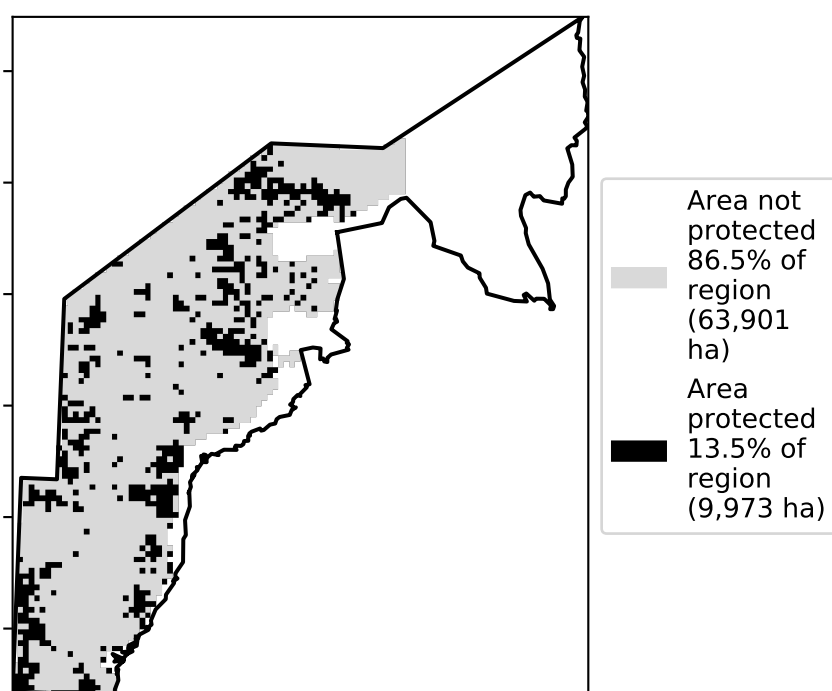 Area not
protected
86.5% of
region
(63,901
ha)
Area
protected
13.5% of
region
(9,973 ha)